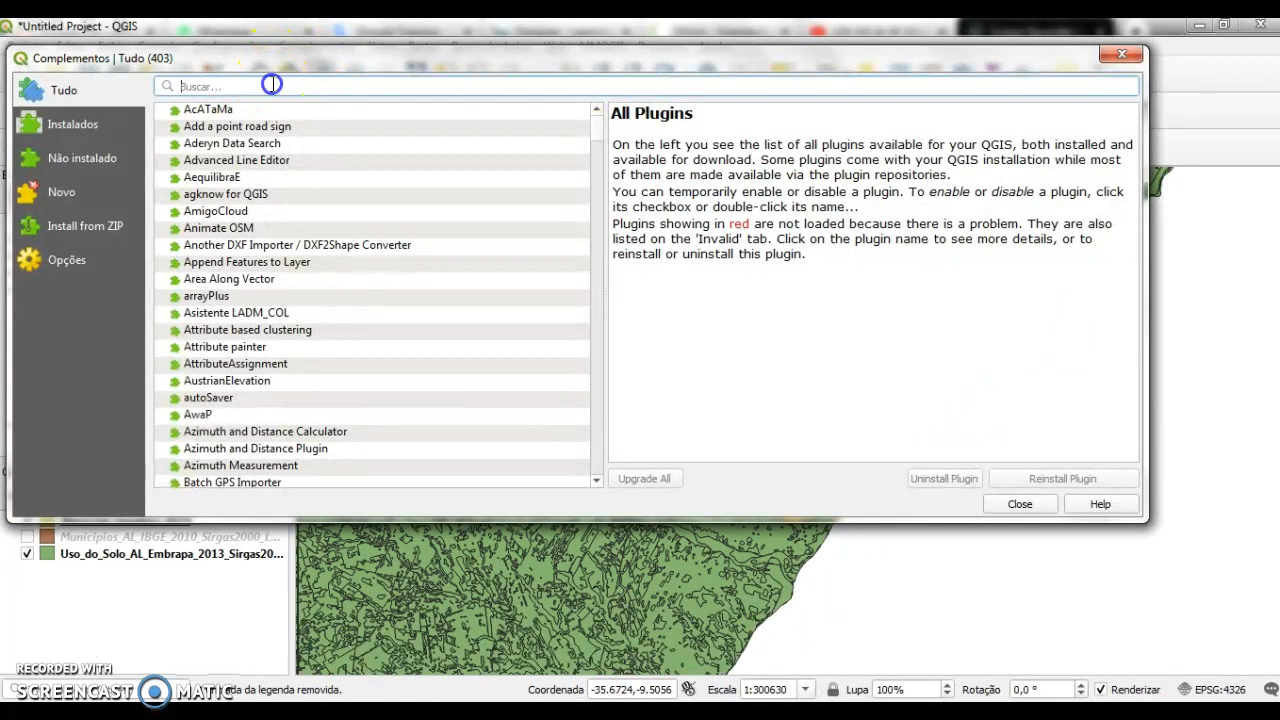 *Untitled Project - QGIS
Complementos | Tudo (403)
Tudo
Instalados
Não instalado
Novo
Install from ZIP
Opções
Buscar...
AcATaMa
Add a point road sign
Aderyn Data Search
Advanced Line Editor
AequilibraE
agknow for QGIS
AmigoCloud
Animate OSM
Another DXF Importer / DXF2Shape Converter
Append Features to Layer
Area Along Vector
arrayPlus
Asistente LADM_COL
Attribute based clustering
Attribute painter
AttributeAssignment
AustrianElevation
autoSaver
AwaP
Azimuth and Distance Calculator
Azimuth and Distance Plugin
Azimuth Measurement
Batch GPS Importer
All Plugins
On the left you see the list of all plugins available for your QGIS, both installed and
available for download. Some plugins come with your QGIS installation while most
of them are made available via the plugin repositories.
You can temporarily enable or disable a plugin. To enable or disable a plugin, click
its checkbox or double-click its name...
Plugins showing in red are not loaded because there is a problem. They are also
listed on the 'Invalid' tab. Click on the plugin name to see more details, or to
reinstall or uninstall this plugin.
Upgrade All
Uninstall Plugin
Reinstall Plugin
Close
Help
Municipios_AL_IBGE_2010_Sirgas2000_L...
Uso_do_Solo_AL_Embrapa_2013_Sirgas20...
RECORDED WITH
SCREENCAST MATIC
da legenda removida.
Coordenada -35.6724,-9.5056
Escala 1:300630
Lupa 100%
Rotação 0,0 °
Renderizar
EPSG:4326